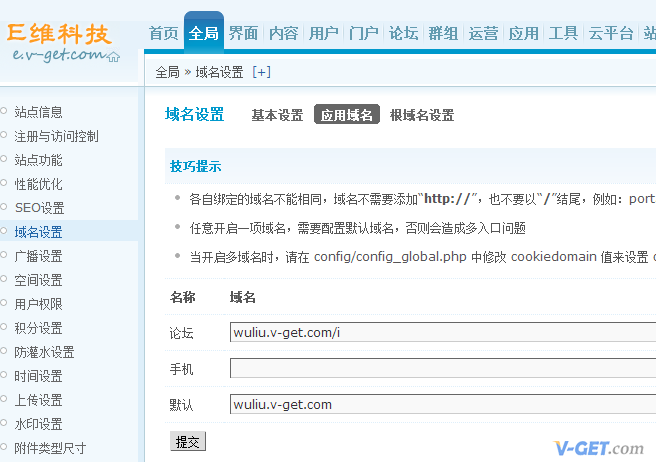 巨维科技
e.v-get.com
首页 全局 界面 内容 用户 门户 论坛 群组 运营 应用 工具 云平台 站
全局 » 域名设置 [+]
站点信息
注册与访问控制
站点功能
性能优化
SEO设置
域名设置
广播设置
空间设置
用户权限
积分设置
防灌水设置
时间设置
上传设置
水印设置
附件类型尺寸
域名设置 基本设置 应用域名 根域名设置
技巧提示
各自绑定的域名不能相同，域名不需要添加“http://”，也不要以“/”结尾，例如：port
任意开启一项域名，需要配置默认域名，否则会造成多入口问题
当开启多域名时，请在 config/config_global.php 中修改 cookiedomain 值来设置 c
名称 域名
论坛 wuliu.v-get.com/i
手机
默认 wuliu.v-get.com
提交
V-GET.com